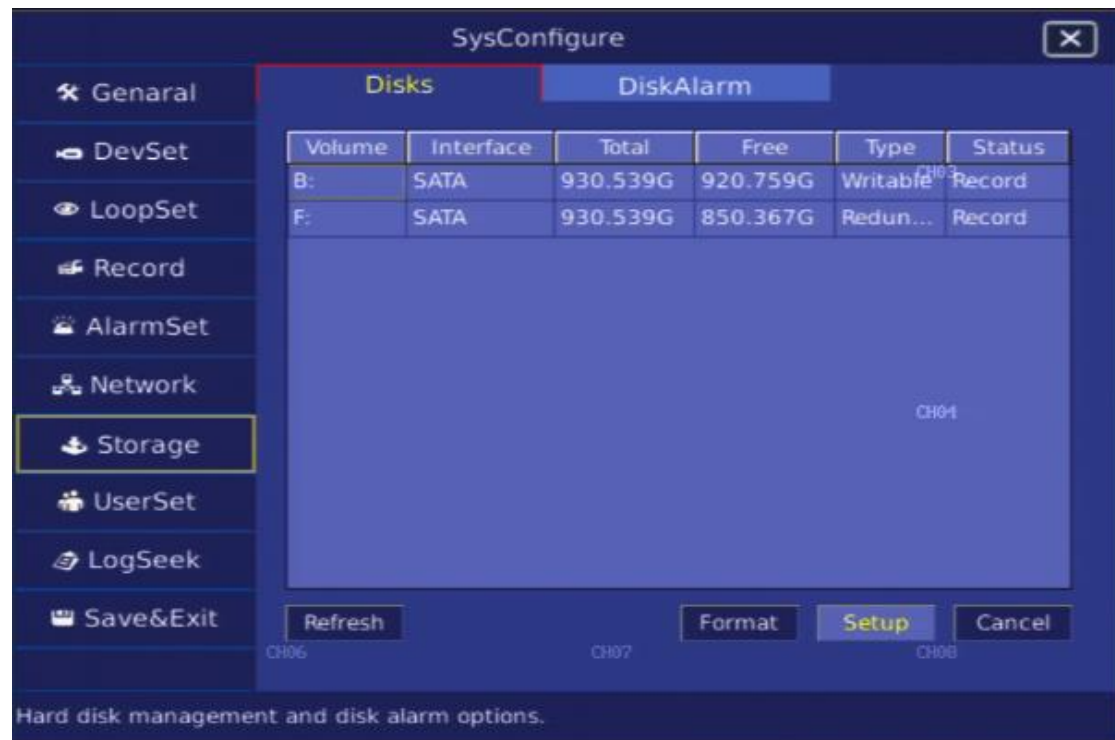 SysConfigure
Genaral
DevSet
LoopSet
Record
AlarmSet
Network
Storage
UserSet
LogSeek
Save&Exit
Disks DiskAlarm
Volume Interface Total Free Type Status
B: SATA 930.539G 920.759G Writable Record
CH03
F: SATA 930.539G 850.367G Redun... Record
CH04
Refresh Format Setup Cancel
CH06 CH07 CH08
Hard disk management and disk alarm options.